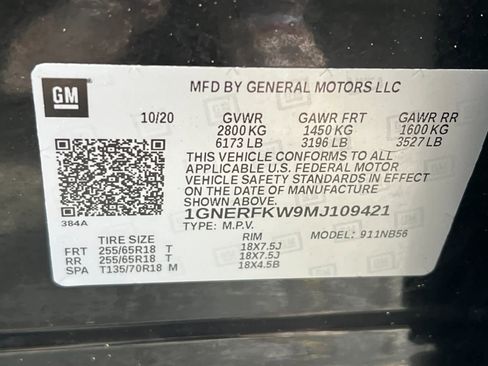 GM
MFD BY GENERAL MOTORS LLC
10/20 GVWR GAWR FRT GAWR RR
2800 KG 1450 KG 1600 KG
6173 LB 3196 LB 3527 LB
THIS VEHICLE CONFORMS TO ALL
APPLICABLE U.S. FEDERAL MOTOR
VEHICLE SAFETY STANDARDS IN EFFECT
ON THE DATE OF MANUFACTURE
SHOWN ABOVE.
384A
1GNERFKW9MJ109421
TYPE: M.P.V. MODEL: 911NB56
TIRE SIZE RIM
FRT 255/65R18 T 18X7.5J
RR 255/65R18 T 18X7.5J
SPA T135/70R18 M 18X4.5B